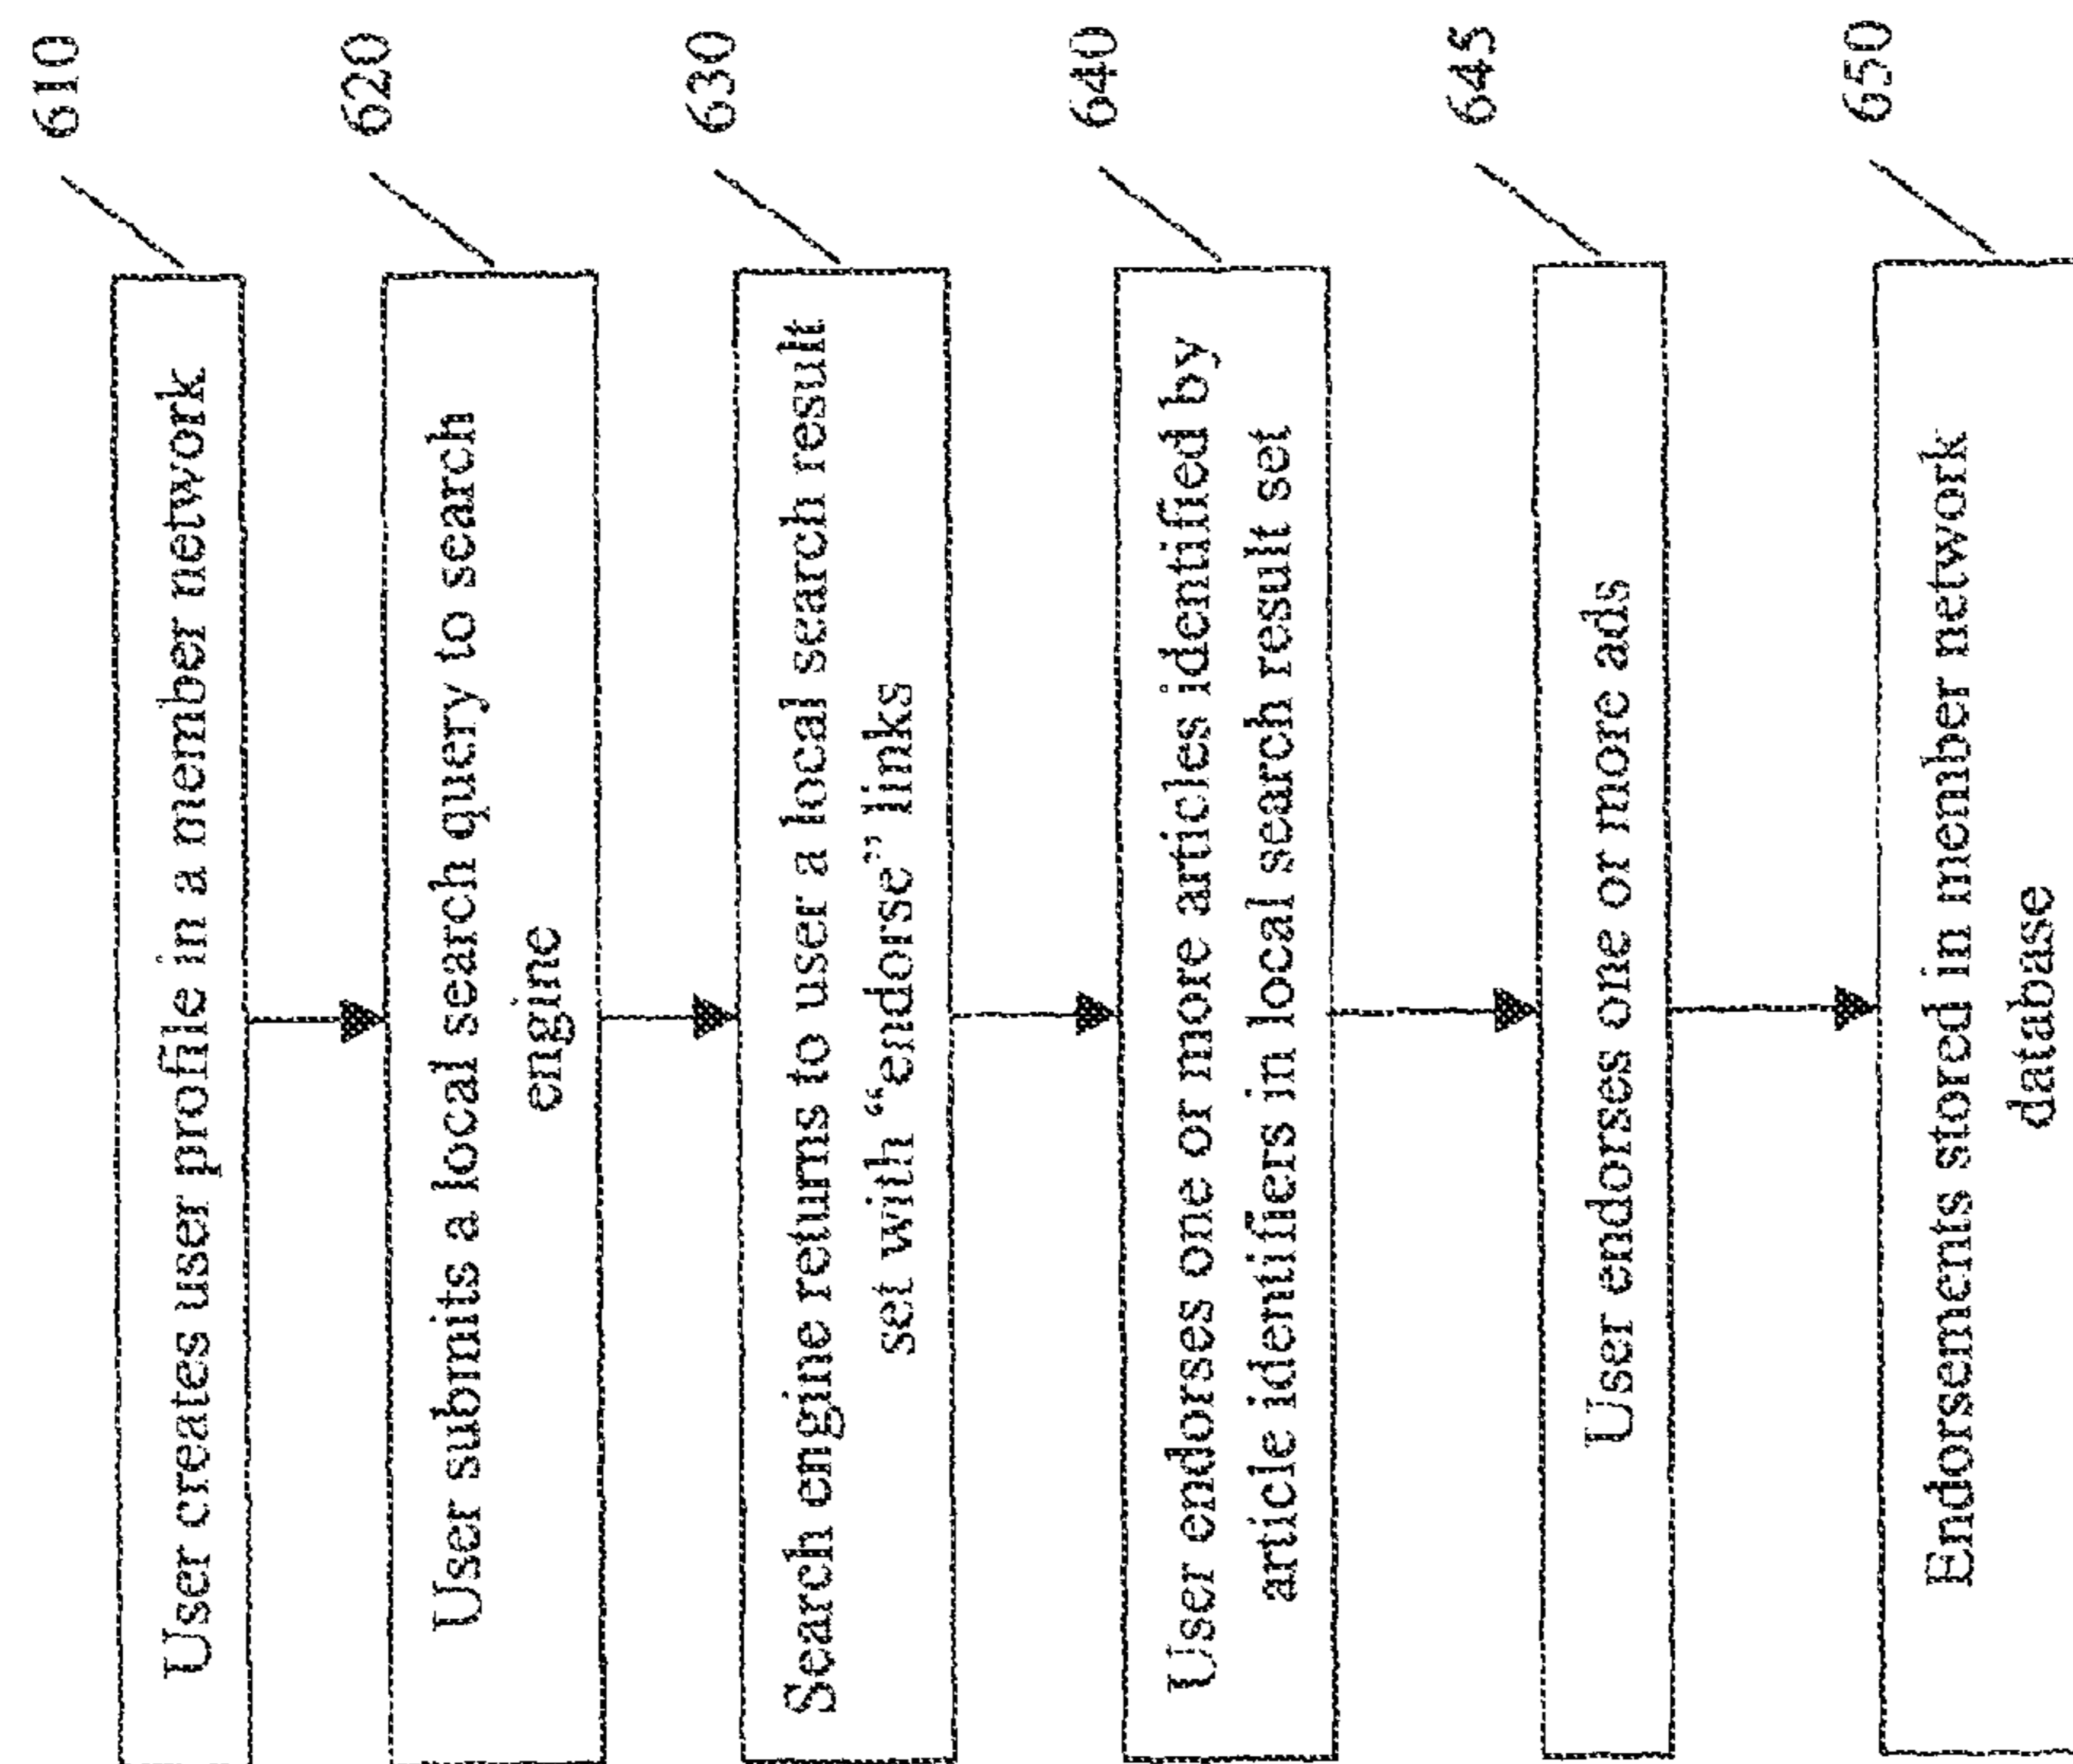 610
User creates user profile in a member network
620
User submits a local search query to search
engine
630
Search engine returns to user a local search result
set with “endorse” links
640
User endorses one or more articles identified by
article identifiers in local search result set
645
User endorses one or more ads
650
Endorsements stored in member network
database